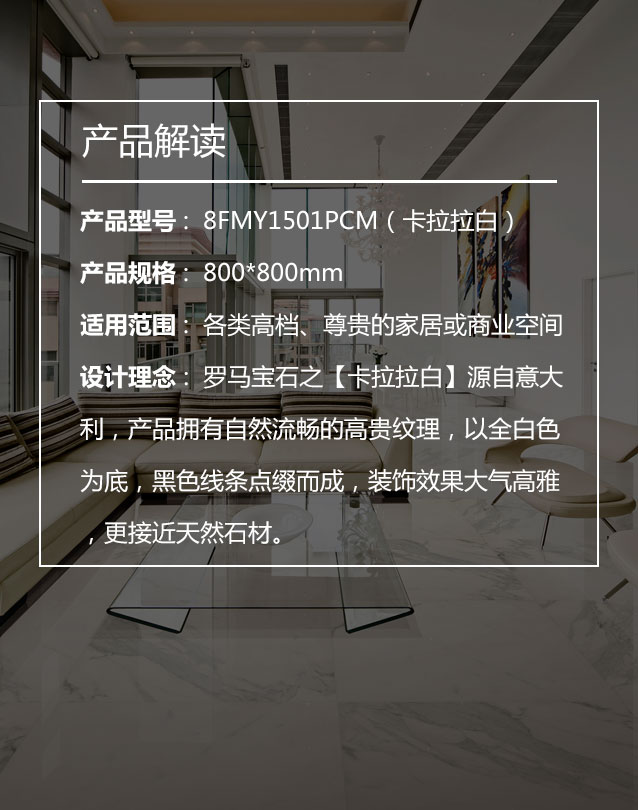 产品解读
产品型号： 8FMY1501PCM（卡拉拉白）
产品规格： 800*800mm
适用范围： 各类高档、尊贵的家居或商业空间
设计理念： 罗马宝石之【卡拉拉白】源自意大
利，产品拥有自然流畅的高贵纹理，以全白色
为底，黑色线条点缀而成，装饰效果大气高雅
，更接近天然石材。